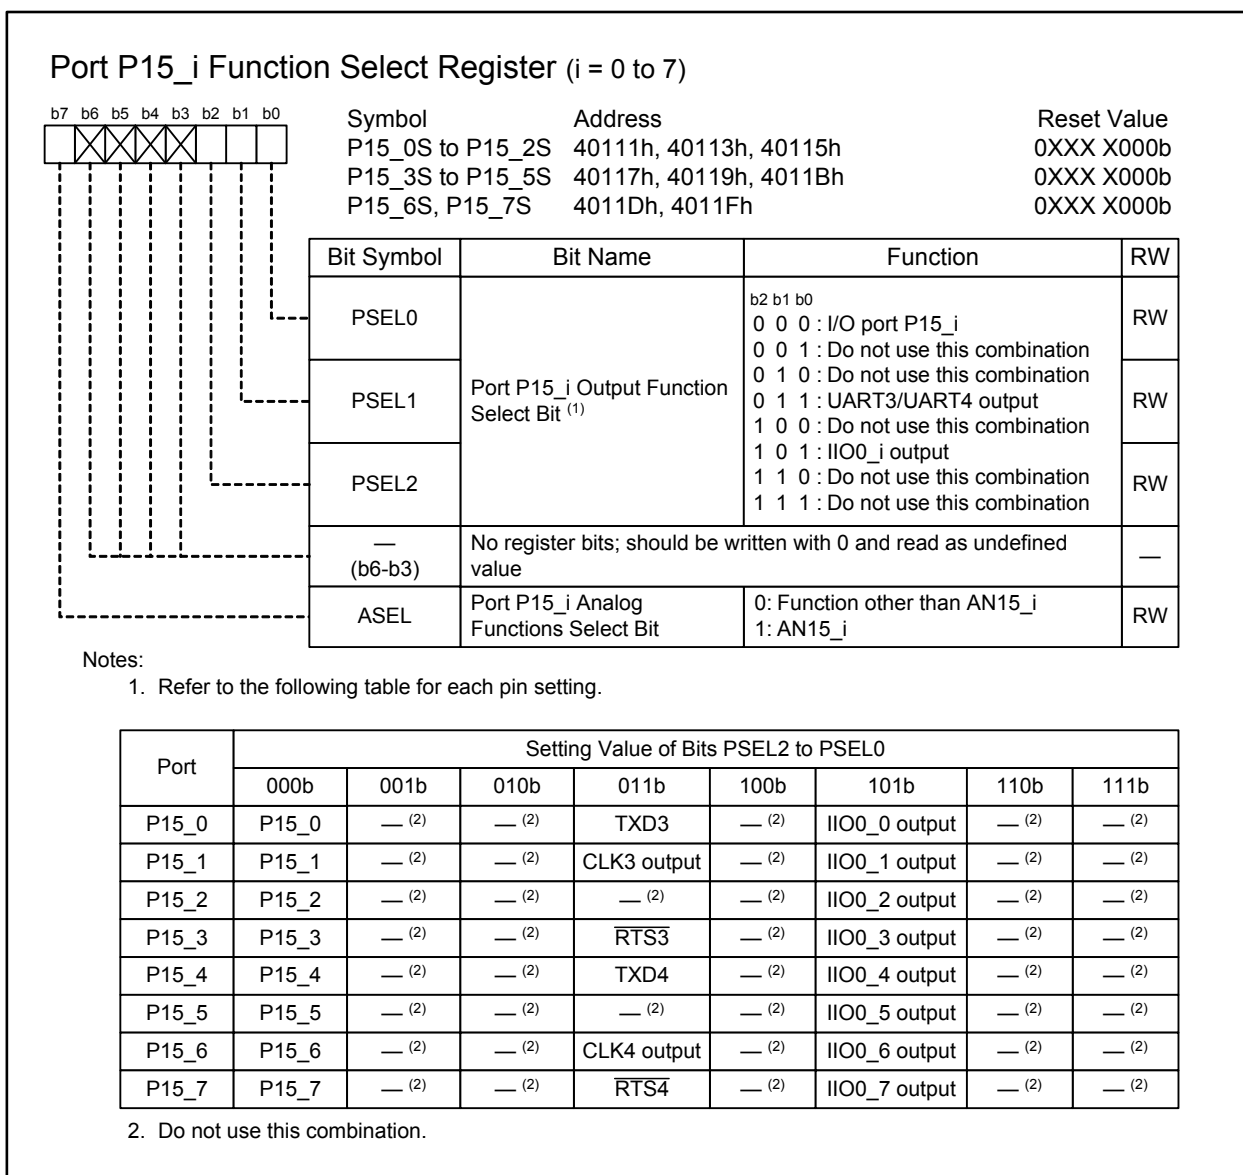 Port P15_i Function Select Register (i = 0 to 7)
b7 b6 b5 b4 b3 b2 b1 b0
Symbol Address Reset Value
P15_0S to P15_2S 40111h, 40113h, 40115h 0XXX X000b
P15_3S to P15_5S 40117h, 40119h, 4011Bh 0XXX X000b
P15_6S, P15_7S 4011Dh, 4011Fh 0XXX X000b
Bit Symbol Bit Name Function RW
PSEL0 RW
PSEL1 RW
PSEL2 RW
Port P15_i Output Function
Select Bit (1)
b2 b1 b0
0 0 0 : I/O port P15_i
0 0 1 : Do not use this combination
0 1 0 : Do not use this combination
0 1 1 : UART3/UART4 output
1 0 0 : Do not use this combination
1 0 1 : IIO0_i output
1 1 0 : Do not use this combination
1 1 1 : Do not use this combination
—
(b6-b3)
No register bits; should be written with 0 and read as undefined
value
—
ASEL
Port P15_i Analog
Functions Select Bit
0: Function other than AN15_i
1: AN15_i
RW
Notes:
1. Refer to the following table for each pin setting.
Port Setting Value of Bits PSEL2 to PSEL0
000b 001b 010b 011b 100b 101b 110b 111b
P15_0 P15_0 — (2) — (2) TXD3 — (2) IIO0_0 output — (2) — (2)
P15_1 P15_1 — (2) — (2) CLK3 output — (2) IIO0_1 output — (2) — (2)
P15_2 P15_2 — (2) — (2) — (2) — (2) IIO0_2 output — (2) — (2)
P15_3 P15_3 — (2) — (2) RTS3 — (2) IIO0_3 output — (2) — (2)
P15_4 P15_4 — (2) — (2) TXD4 — (2) IIO0_4 output — (2) — (2)
P15_5 P15_5 — (2) — (2) — (2) — (2) IIO0_5 output — (2) — (2)
P15_6 P15_6 — (2) — (2) CLK4 output — (2) IIO0_6 output — (2) — (2)
P15_7 P15_7 — (2) — (2) RTS4 — (2) IIO0_7 output — (2) — (2)
2. Do not use this combination.